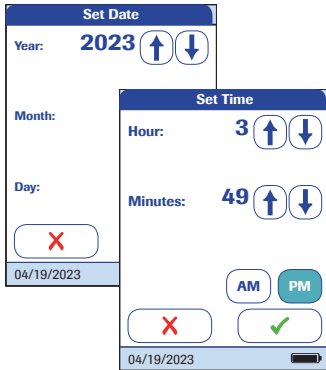 Set Date
Year: 2023
Month:
Day:
04/19/2023
Set Time
Hour: 3
Minutes: 49
AM PM
04/19/2023